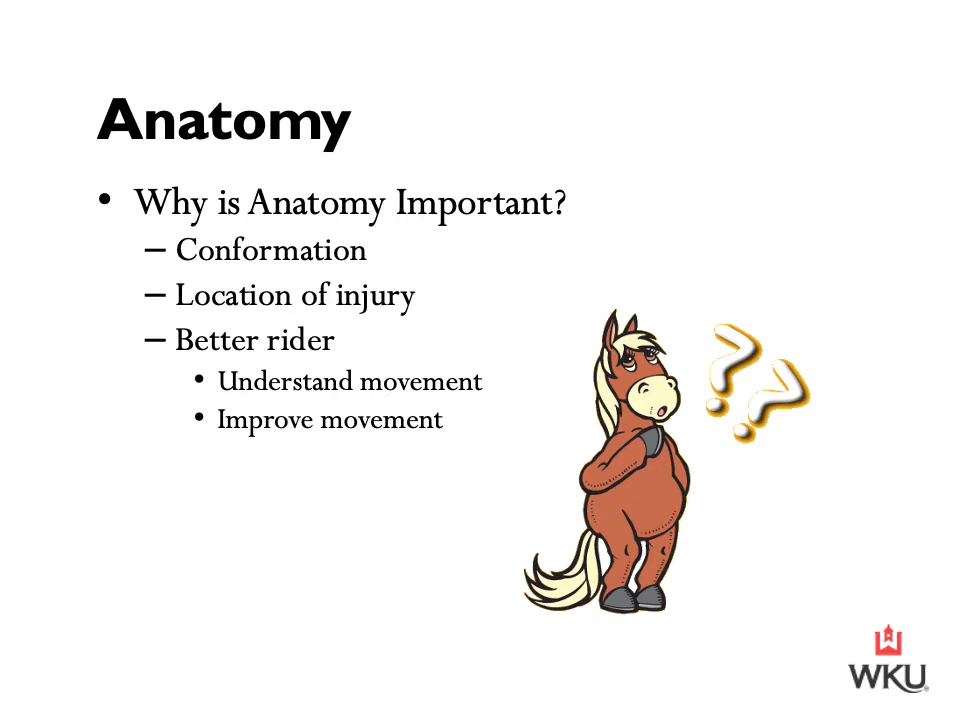 Anatomy
• Why is Anatomy Important?
– Conformation
– Location of injury
– Better rider
• Understand movement
• Improve movement
??
WKU®